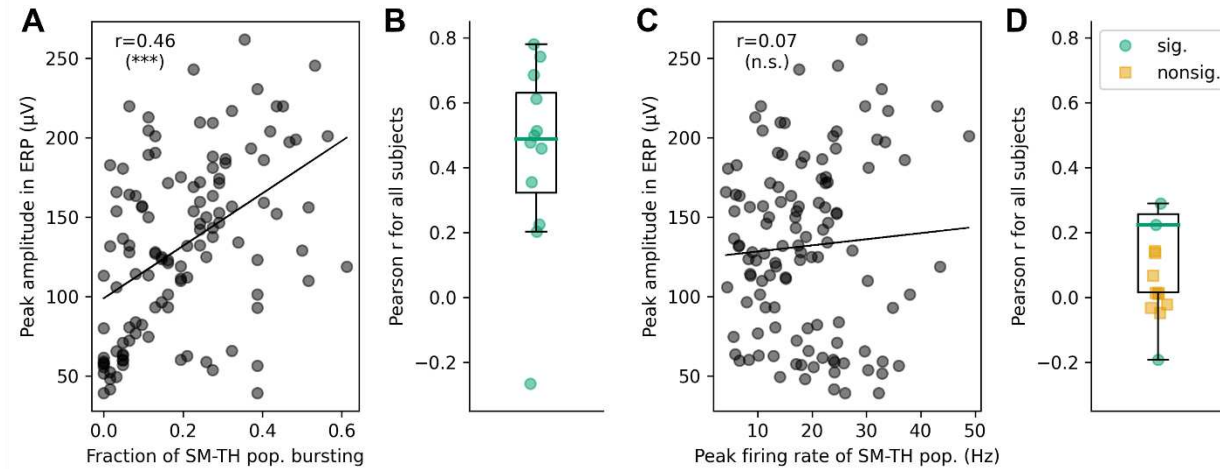 A
r=0.46
(***)
Peak amplitude in ERP (µV)
250
200
150
100
50
0.0 0.2 0.4 0.6
Fraction of SM-TH pop. bursting
B
Pearson r for all subjects
0.8
0.6
0.4
0.2
0.0
−0.2
C
r=0.07
(n.s.)
Peak amplitude in ERP (µV)
250
200
150
100
50
10 20 30 40 50
Peak firing rate of SM-TH pop. (Hz)
D
sig.
nonsig.
Pearson r for all subjects
0.8
0.6
0.4
0.2
0.0
−0.2